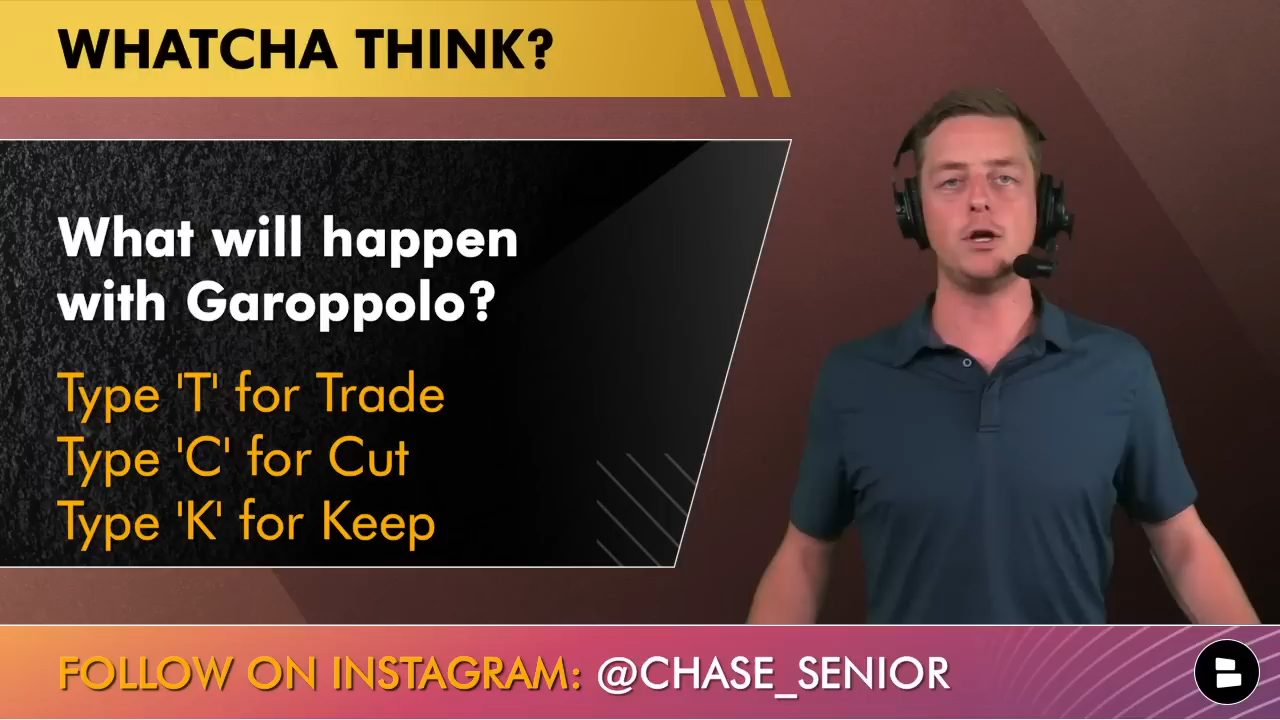 WHATCHA THINK?
What will happen
with Garoppolo?
Type 'T' for Trade
Type 'C' for Cut
Type 'K' for Keep
FOLLOW ON INSTAGRAM: @CHASE_SENIOR